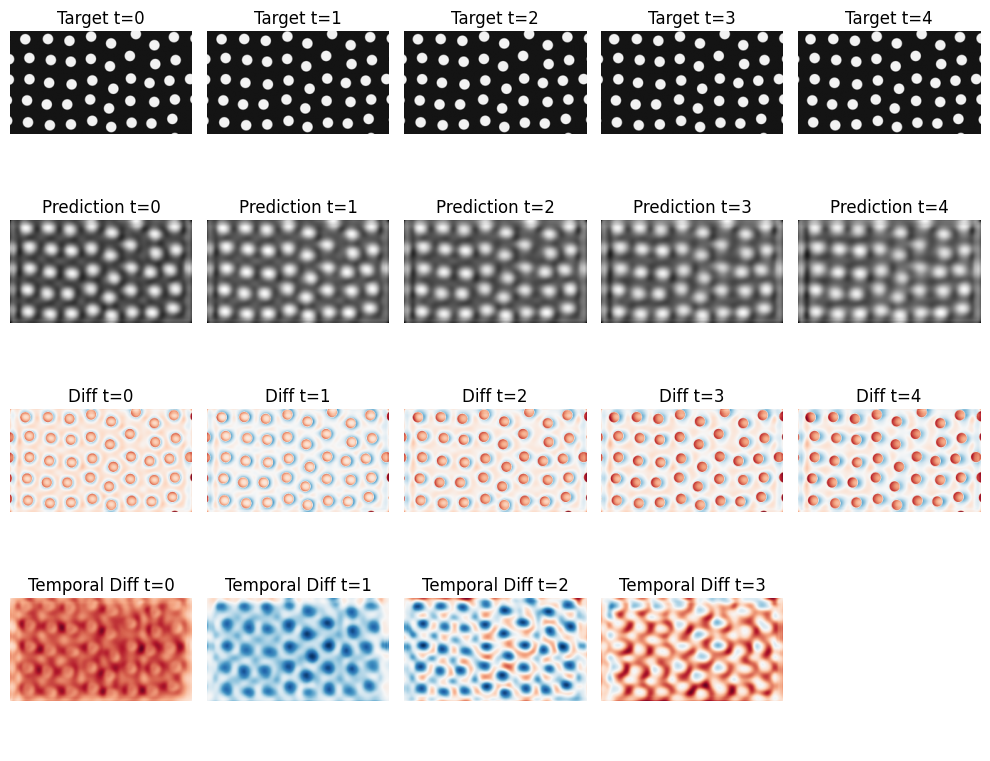 Target t=0 Target t=1 Target t=2 Target t=3 Target t=4
Prediction t=0 Prediction t=1 Prediction t=2 Prediction t=3 Prediction t=4
Diff t=0 Diff t=1 Diff t=2 Diff t=3 Diff t=4
Temporal Diff t=0 Temporal Diff t=1 Temporal Diff t=2 Temporal Diff t=3